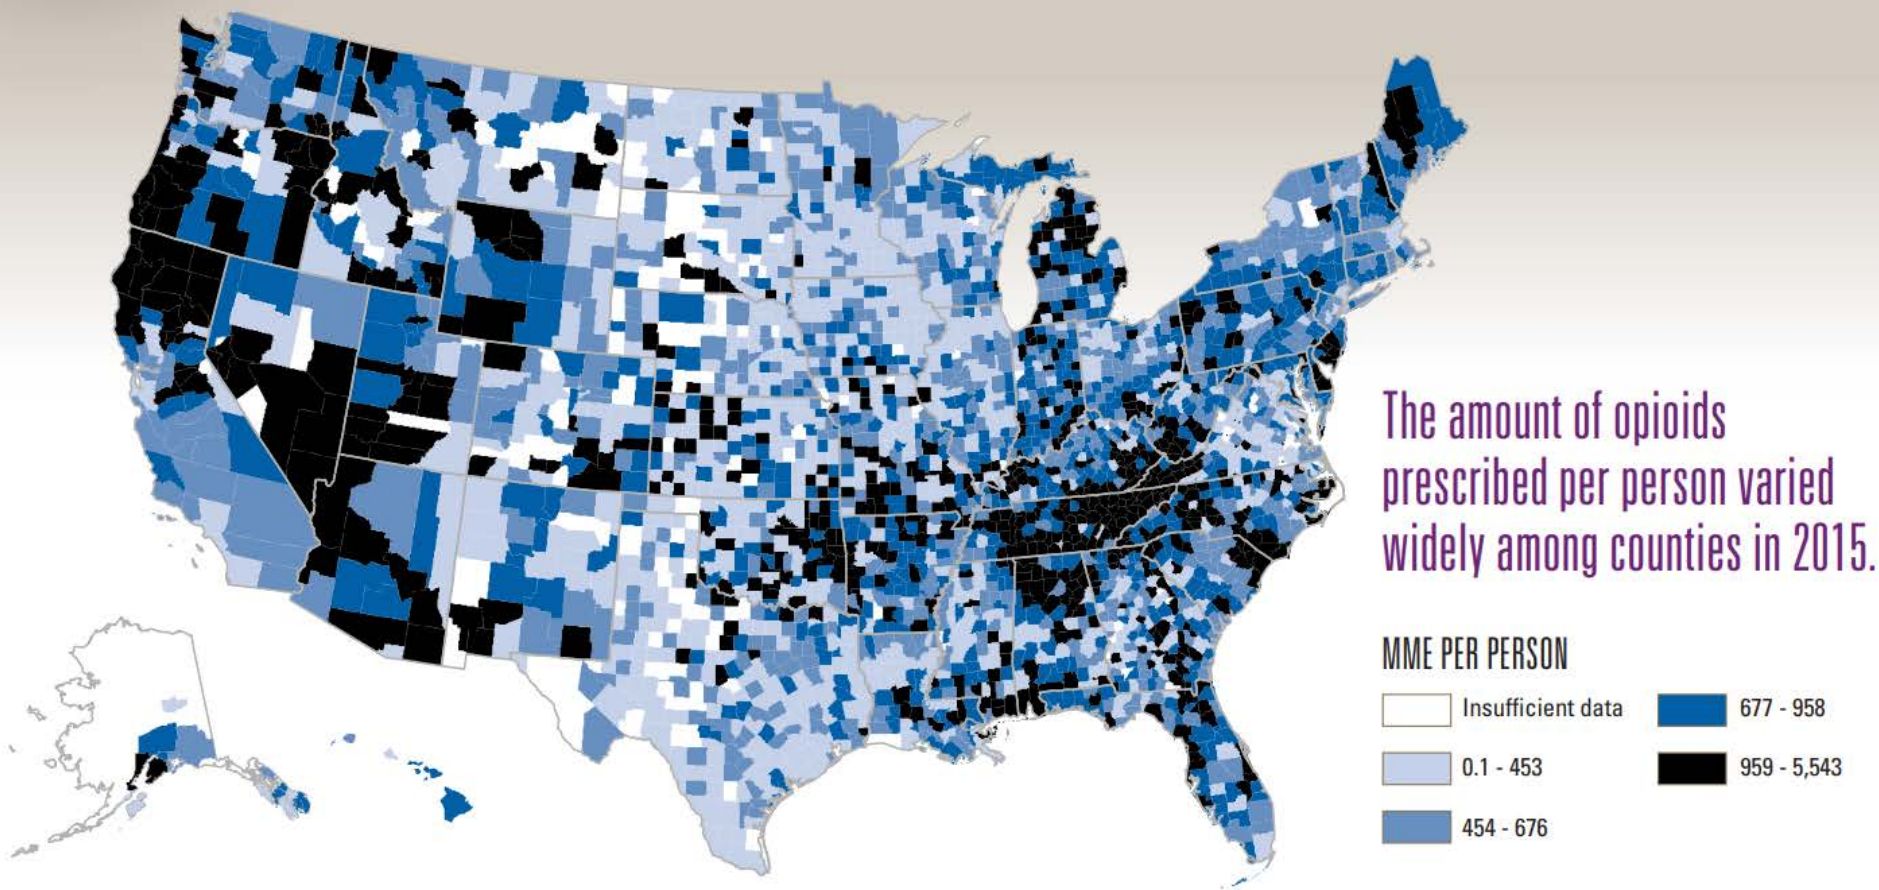 The amount of opioids
prescribed per person varied
widely among counties in 2015.
MME PER PERSON
Insufficient data
0.1 - 453
454 - 676
677 - 958
959 - 5,543